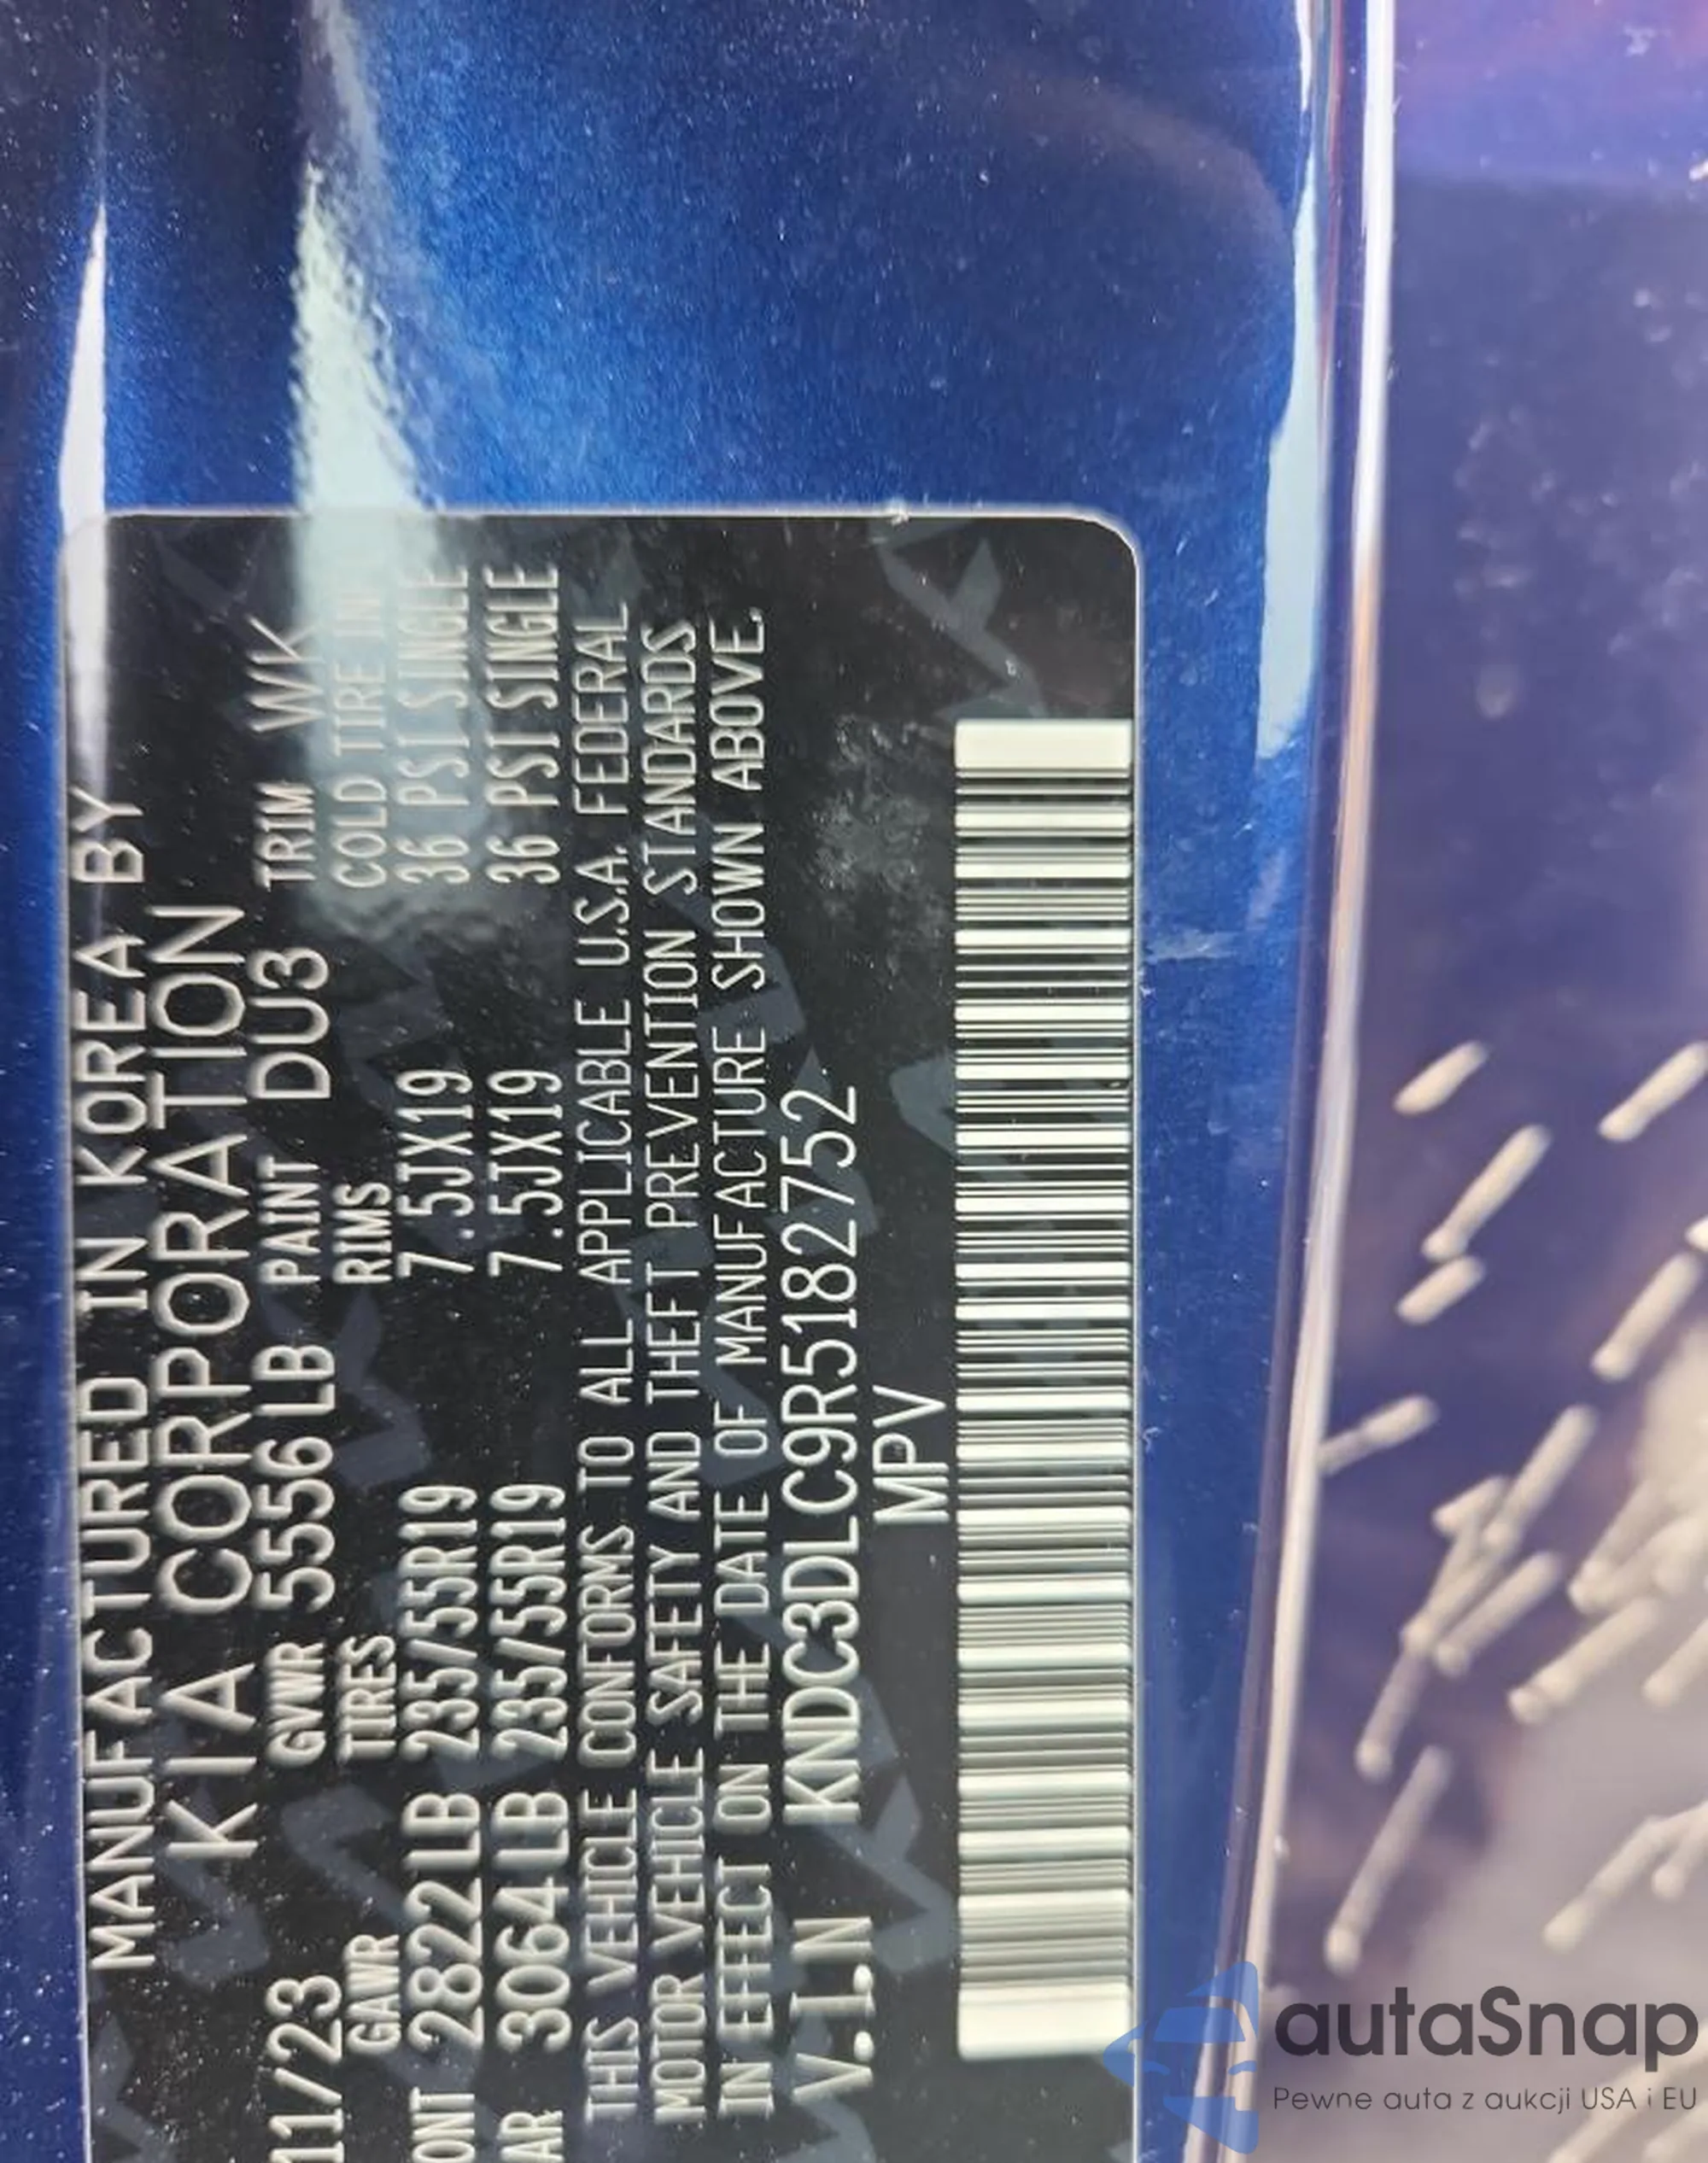 MANUFACTURED IN KOREA BY
KIA CORPORATION
11/23 GVWR 5556LB PAINT DU3 TRIM WK
GAWR TIRES RIMS COLD TIRE IN
ONT 2822LB 235/55R19 7.5JX19 36 PSI SINGLE
AR 3064LB 235/55R19 7.5JX19 36 PSI SINGLE
THIS VEHICLE CONFORMS TO ALL APPLICABLE U.S.A. FEDERAL
MOTOR VEHICLE SAFETY AND THEFT PREVENTION STANDARDS
IN EFFECT ON THE DATE OF MANUFACTURE SHOWN ABOVE.
V.I.N KNDC3DLC9R5182752
MPV
autaSnap
Pewne auta z aukcji USA i EU